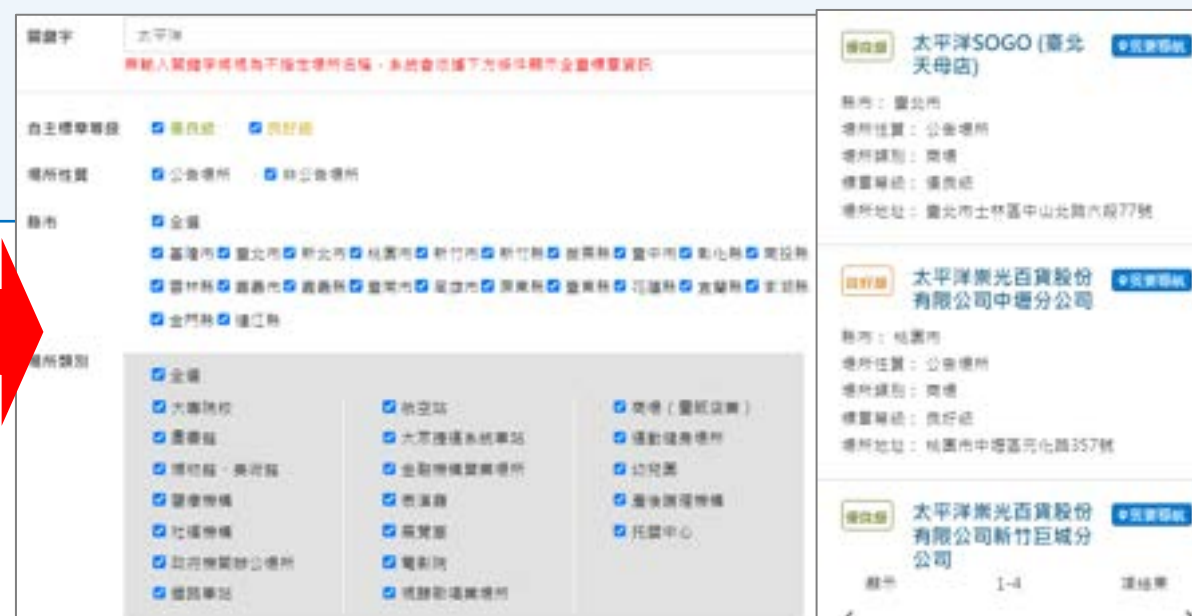 關鍵字 太平洋
無輸入關鍵字將視為不指定場所名稱，系統會依據下方條件顯示全臺標章資訊
自主標章等級 優良級 良好級
場所性質 公告場所 非公告場所
縣市 全選
基隆市 臺北市 新北市 桃園市 新竹市 新竹縣 苗栗縣 臺中市 彰化縣 南投縣
雲林縣 嘉義市 嘉義縣 臺南市 高雄市 屏東縣 臺東縣 花蓮縣 宜蘭縣 澎湖縣
金門縣 連江縣
場所類別
全選
大專院校 航空站 商場（量販店業）
圖書館 大眾捷運系統車站 運動健身場所
博物館、美術館 金融機構營業場所 幼兒園
醫療機構 表演廳 產後護理機構
社福機構 展覽室 托嬰中心
政府機關辦公場所 電影院
鐵路車站 視聽歌唱業場所
優良級 太平洋SOGO (臺北
天母店)
縣市： 臺北市
場所性質： 公告場所
場所類別： 商場
標章等級： 優良級
場所地址： 臺北市士林區中山北路六段77號
良好級 太平洋崇光百貨股份
有限公司中壢分公司
縣市： 桃園市
場所性質： 公告場所
場所類別： 商場
標章等級： 良好級
場所地址： 桃園市中壢區元化路357號
優良級 太平洋崇光百貨股份
有限公司新竹巨城分
公司
顯示 1-4 項結果